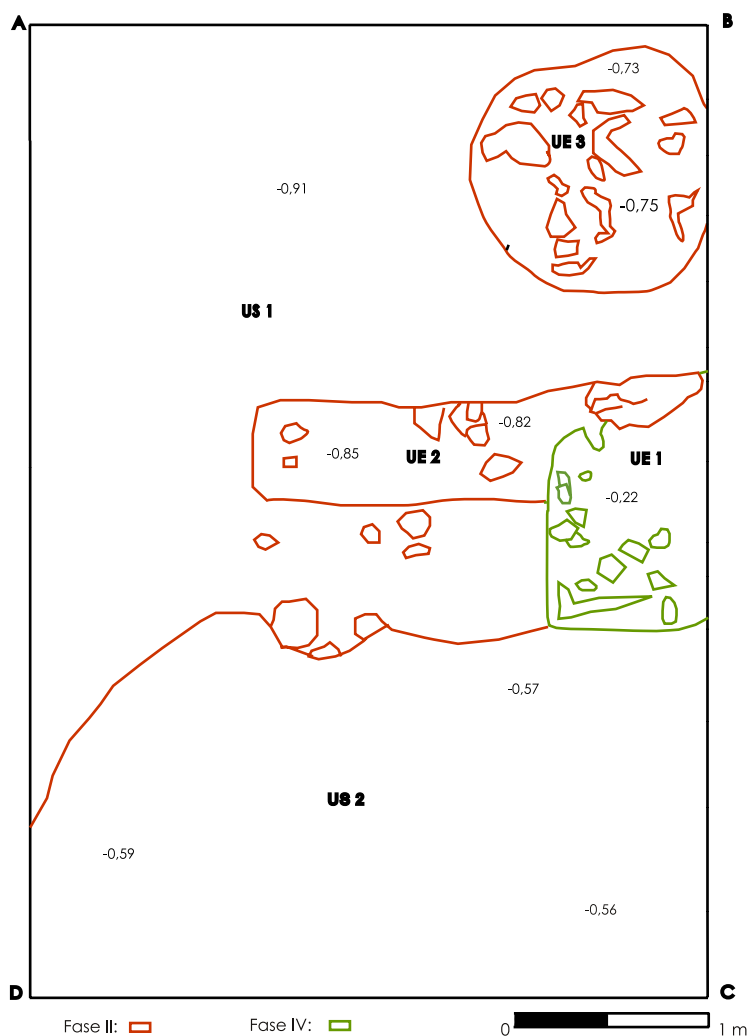 A
B
-0,73
UE 3
-0,91
-0,75
US 1
-0,82
-0,85
UE 2
UE 1
-0,22
-0,57
US 2
-0,59
-0,56
D
C
Fase II:
Fase IV:
0
1 m